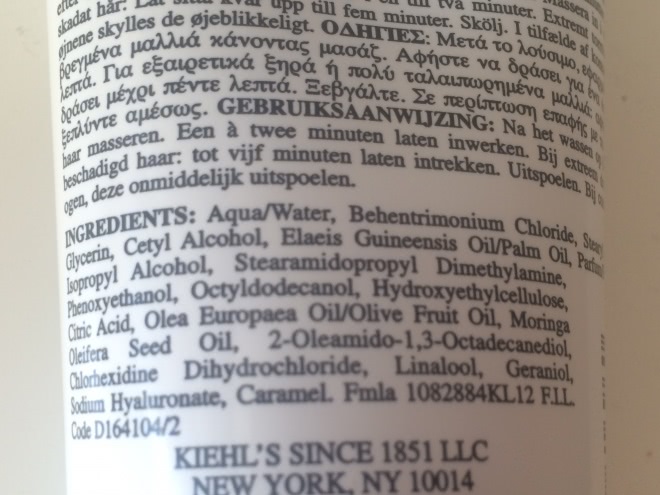 skadat hår: Låt sitta kvar upp till fem minuter. Skölj. I tilfælde af
øjnene skylles de øjeblikkeligt. ΟΔΗΓΙΕΣ: Μετά το λούσιμο,
βρεγμένα μαλλιά κάνοντας μασάζ. Αφήστε να δράσει για ένα
λεπτά. Για εξαιρετικά ξηρά ή πολύ ταλαιπωρημένα μαλλιά:
δράσει μέχρι πέντε λεπτά. Ξεβγάλτε. Σε περίπτωση επαφής με
ξεπλύντε αμέσως. GEBRUIKSAANWIJZING: Na het wassen
haar masseren. Een à twee minuten laten inwerken. Bij extreem
beschadigd haar: tot vijf minuten laten intrekken. Uitspoelen. Bij
ogen, deze onmiddelijk uitspoelen.
INGREDIENTS: Aqua/Water, Behentrimonium Chloride,
Glycerin, Cetyl Alcohol, Elaeis Guineensis Oil/Palm Oil, Parfum
Isopropyl Alcohol, Stearamidopropyl Dimethylamine,
Phenoxyethanol, Octyldodecanol, Hydroxyethylcellulose,
Citric Acid, Olea Europaea Oil/Olive Fruit Oil, Moringa
Oleifera Seed Oil, 2-Oleamido-1,3-Octadecanediol,
Chlorhexidine Dihydrochloride, Linalool, Geraniol,
Sodium Hyaluronate, Caramel. Fmla 1082884KL12 F.I.L.
Code D164104/2
KIEHL'S SINCE 1851 LLC
NEW YORK, NY 10014